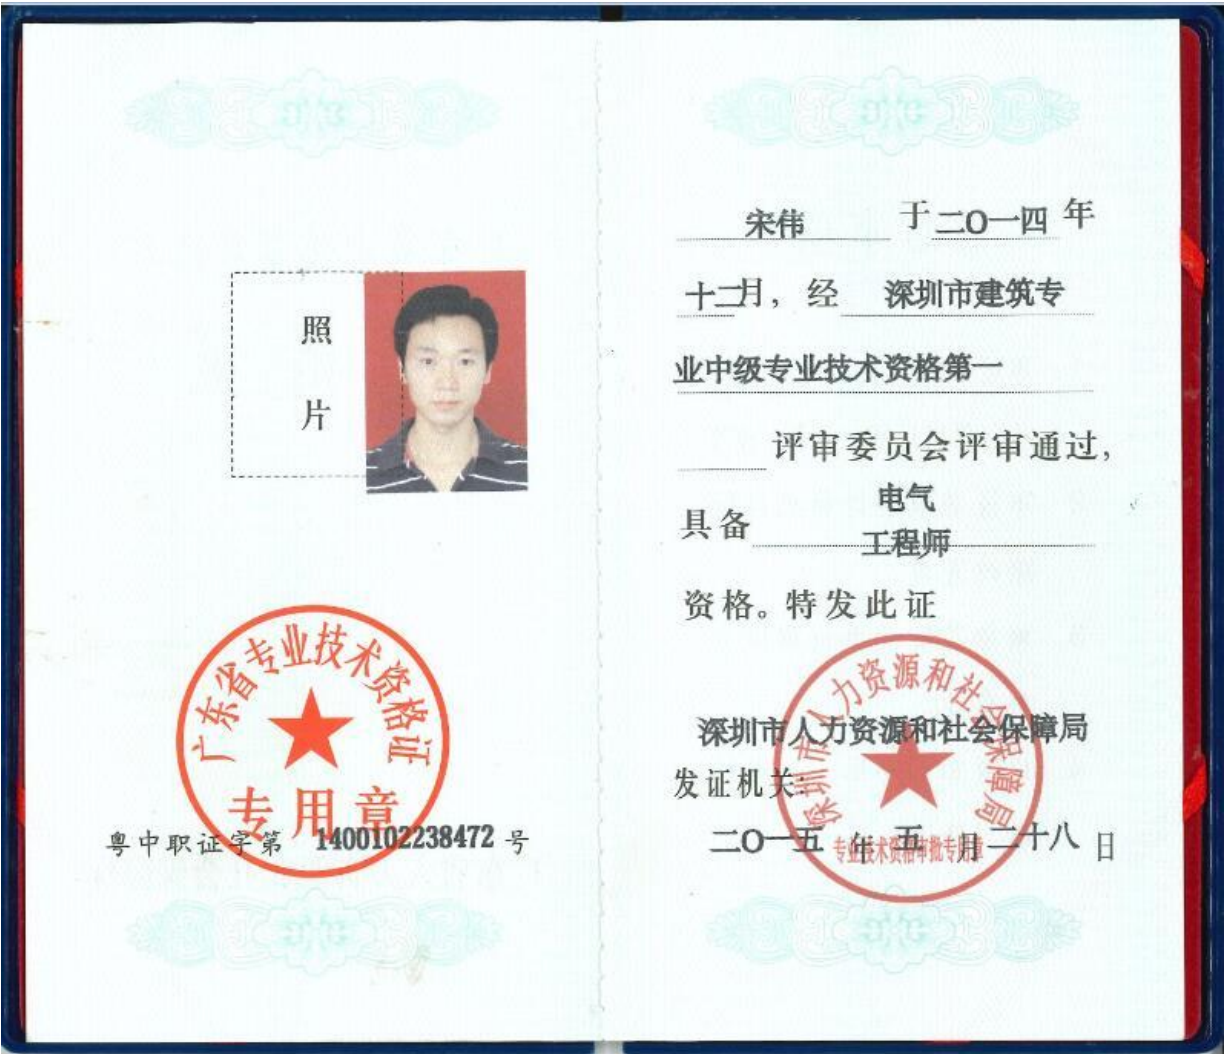 照
片
广东省专业技术资格证
专用章
粤中职证字第 1400102238472 号
宋伟 于二O一四年
十二月，经 深圳市建筑专
业中级专业技术资格第一
评审委员会评审通过，
电气
具备
工程师
资格。特发此证
深圳市人力资源和社会保障局
深圳市人力资源和社会保障局
发证机关：
二O一五 年 五 月 二十八 日
专业技术资格审批专用章